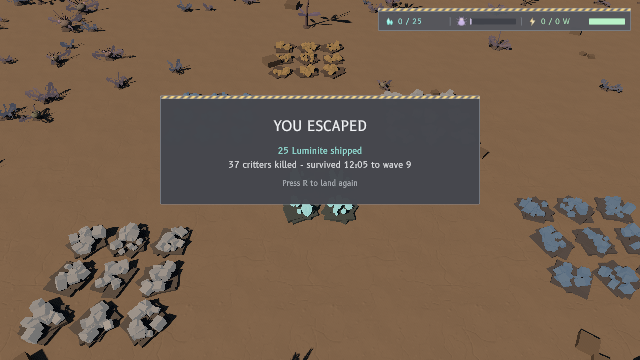 0 / 25
0 / 0 W
YOU ESCAPED
25 Luminite shipped
37 critters killed - survived 12:05 to wave 9
Press R to land again